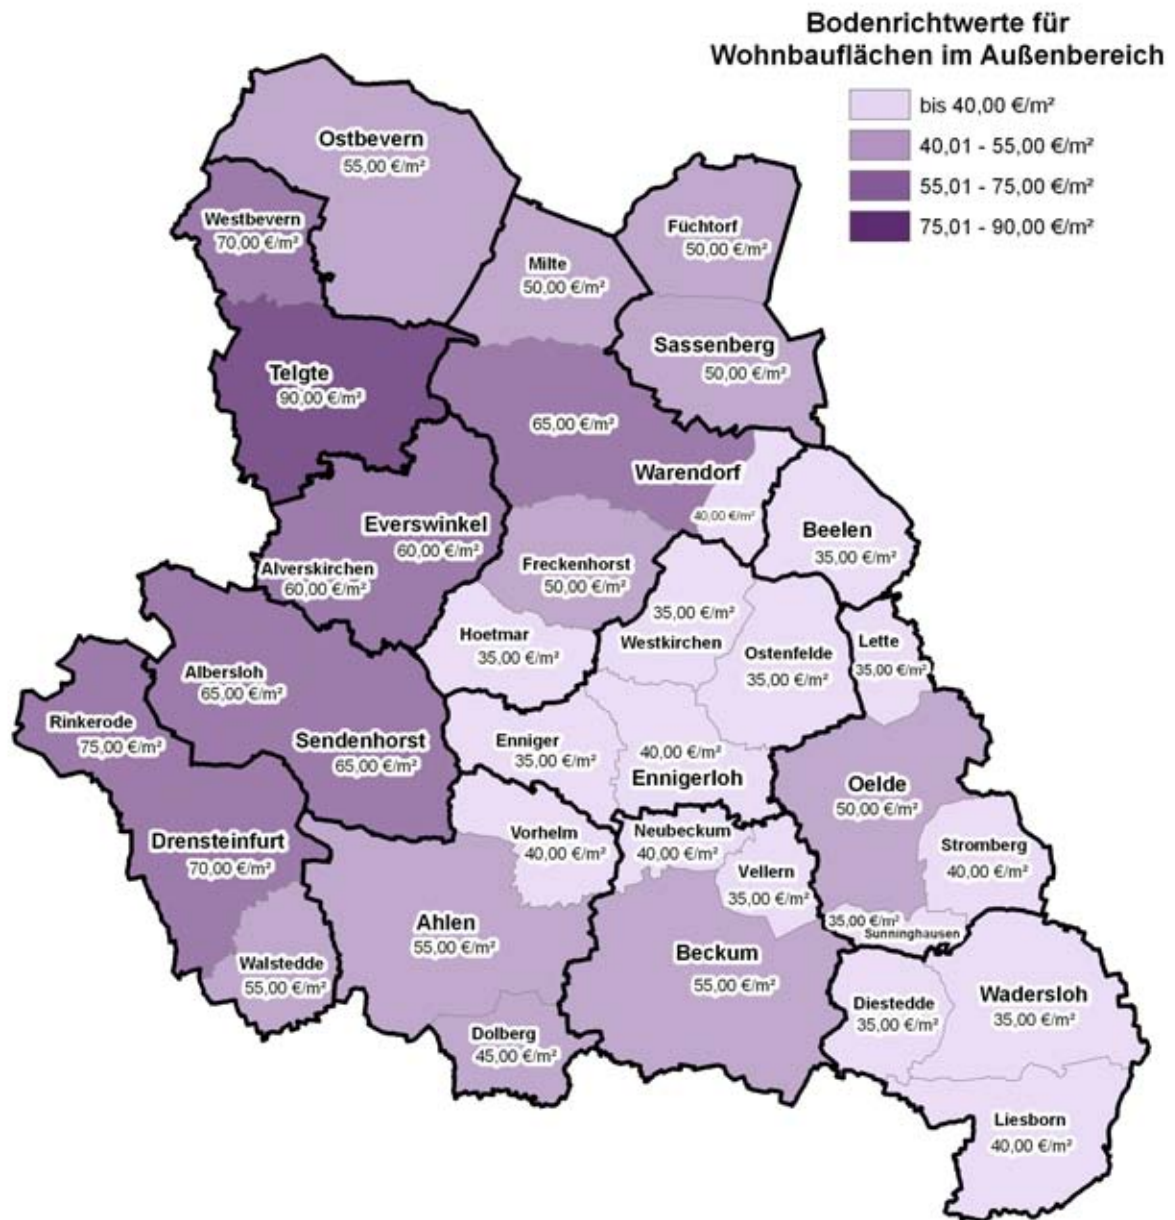 Bodenrichtwerte für
Wohnbauflächen im Außenbereich
bis 40,00 €/m²
40,01 - 55,00 €/m²
55,01 - 75,00 €/m²
75,01 - 90,00 €/m²
Ostbevern
55,00 €/m²
Westbevern
70,00 €/m²
Füchtorf
50,00 €/m²
Milte
50,00 €/m²
Sassenberg
50,00 €/m²
Telgte
90,00 €/m²
65,00 €/m²
Warendorf
40,00 €/m²
Everswinkel
60,00 €/m²
Beelen
35,00 €/m²
Alverskirchen
60,00 €/m²
Freckenhorst
50,00 €/m²
35,00 €/m²
Westkirchen
Hoetmar
35,00 €/m²
Ostenfelde
35,00 €/m²
Lette
35,00 €/m²
Albersloh
65,00 €/m²
Rinkerode
75,00 €/m²
Sendenhorst
65,00 €/m²
Enniger
35,00 €/m²
40,00 €/m²
Ennigerloh
Oelde
50,00 €/m²
Drensteinfurt
70,00 €/m²
Vorhelm
40,00 €/m²
Neubeckum
40,00 €/m²
Vellern
35,00 €/m²
Stromberg
40,00 €/m²
35,00 €/m²
Sünninghausen
Ahlen
55,00 €/m²
Walstedde
55,00 €/m²
Beckum
55,00 €/m²
Diestedde
35,00 €/m²
Wadersloh
35,00 €/m²
Dolberg
45,00 €/m²
Liesborn
40,00 €/m²